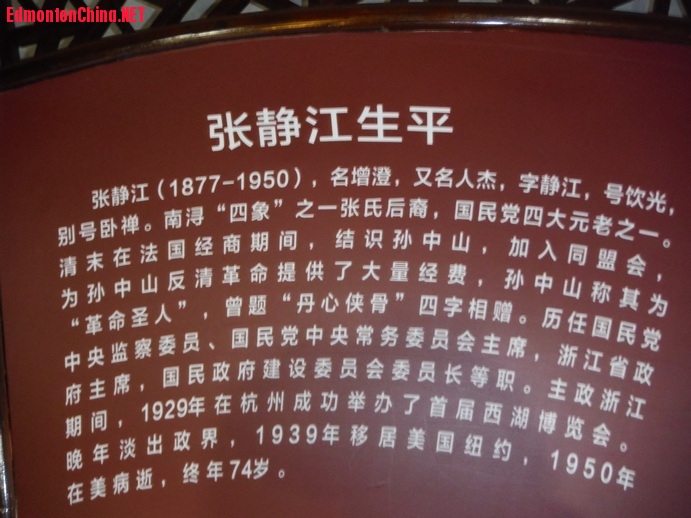 EdmontonChina.NET
张静江生平
张静江（1877-1950），名增澄，又名人杰，字静江，号饮光，
别号卧禅。南浔“四象”之一张氏后裔，国民党四大元老之一。
清末在法国经商期间，结识孙中山，加入同盟会，
为孙中山反清革命提供了大量经费，孙中山称其为
“革命圣人”，曾题“丹心侠骨”四字相赠。历任国民党
中央监察委员、国民党中央常务委员会主席，浙江省政
府主席，国民政府建设委员会委员长等职。主政浙江
期间，1929年在杭州成功举办了首届西湖博览会。
晚年淡出政界，1939年移居美国纽约，1950年
在美病逝，终年74岁。